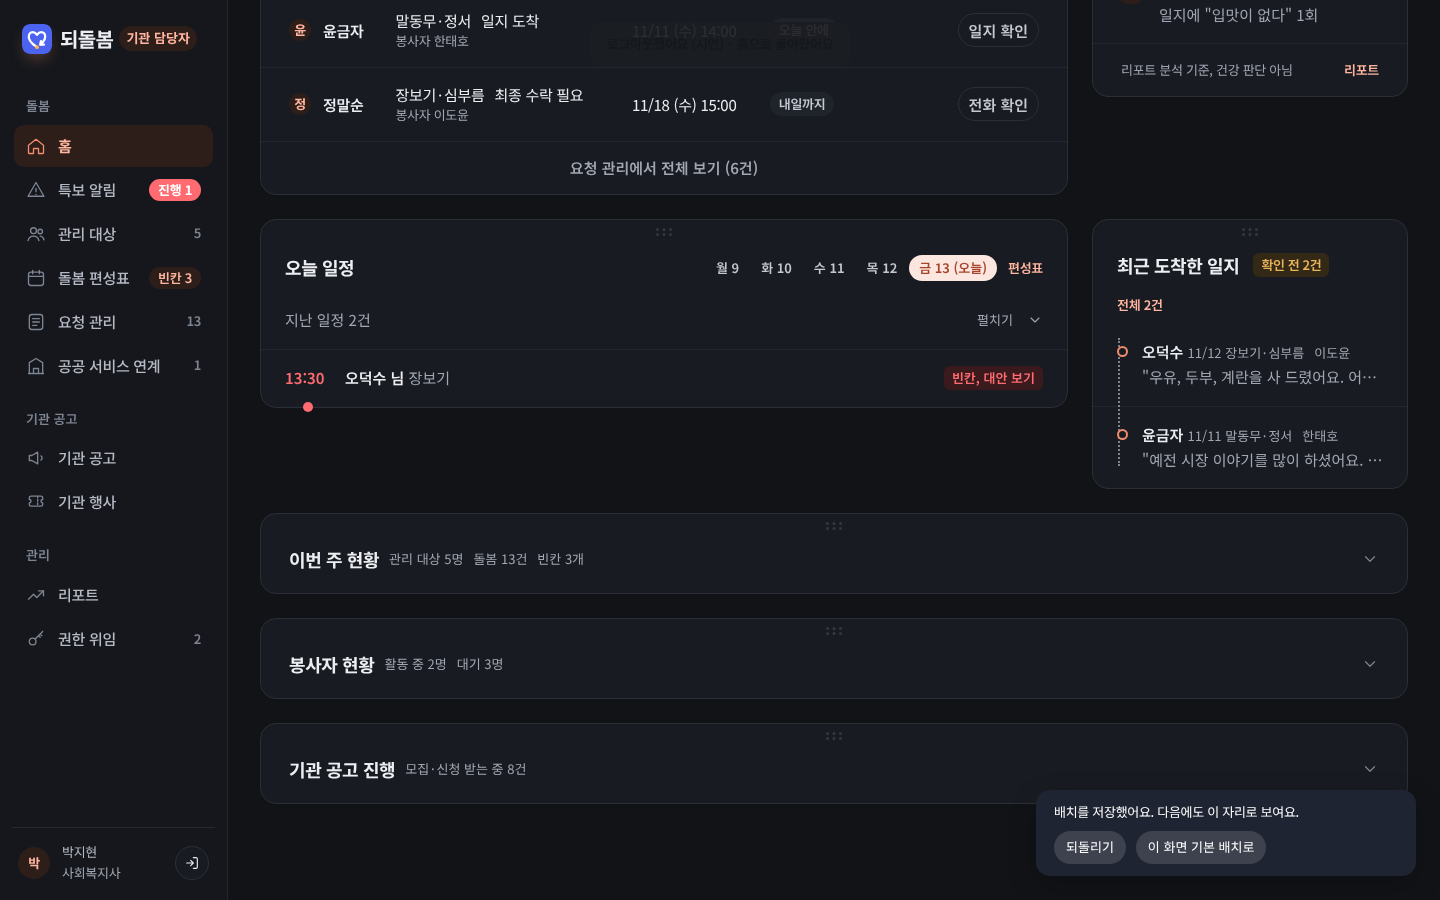 되돌봄 기관 담당자
돌봄
홈
특보 알림 진행 1
관리 대상 5
돌봄 편성표 빈칸 3
요청 관리 13
공공 서비스 연계 1
기관 공고
기관 공고
기관 행사
관리
리포트
권한 위임 2
박 박지현
사회복지사
윤 윤금자 말동무·정서 일지 도착 11/11 (수) 14:00 오늘 안에 일지 확인
봉사자 한태호
정 정말순 장보기·심부름 최종 수락 필요 11/18 (수) 15:00 내일까지 전화 확인
봉사자 이도윤
요청 관리에서 전체 보기 (6건)
일지에 "입맛이 없다" 1회
리포트 분석 기준, 건강 판단 아님 리포트
오늘 일정 월 9 화 10 수 11 목 12 금 13 (오늘) 편성표
지난 일정 2건 펼치기
13:30 오덕수 님 장보기 빈칸, 대안 보기
최근 도착한 일지 확인 전 2건
전체 2건
오덕수 11/12 장보기·심부름 이도윤
"우유, 두부, 계란을 사 드렸어요. 어…
윤금자 11/11 말동무·정서 한태호
"예전 시장 이야기를 많이 하셨어요. …
이번 주 현황 관리 대상 5명 돌봄 13건 빈칸 3개
봉사자 현황 활동 중 2명 대기 3명
기관 공고 진행 모집·신청 받는 중 8건
배치를 저장했어요. 다음에도 이 자리로 보여요.
되돌리기 이 화면 기본 배치로